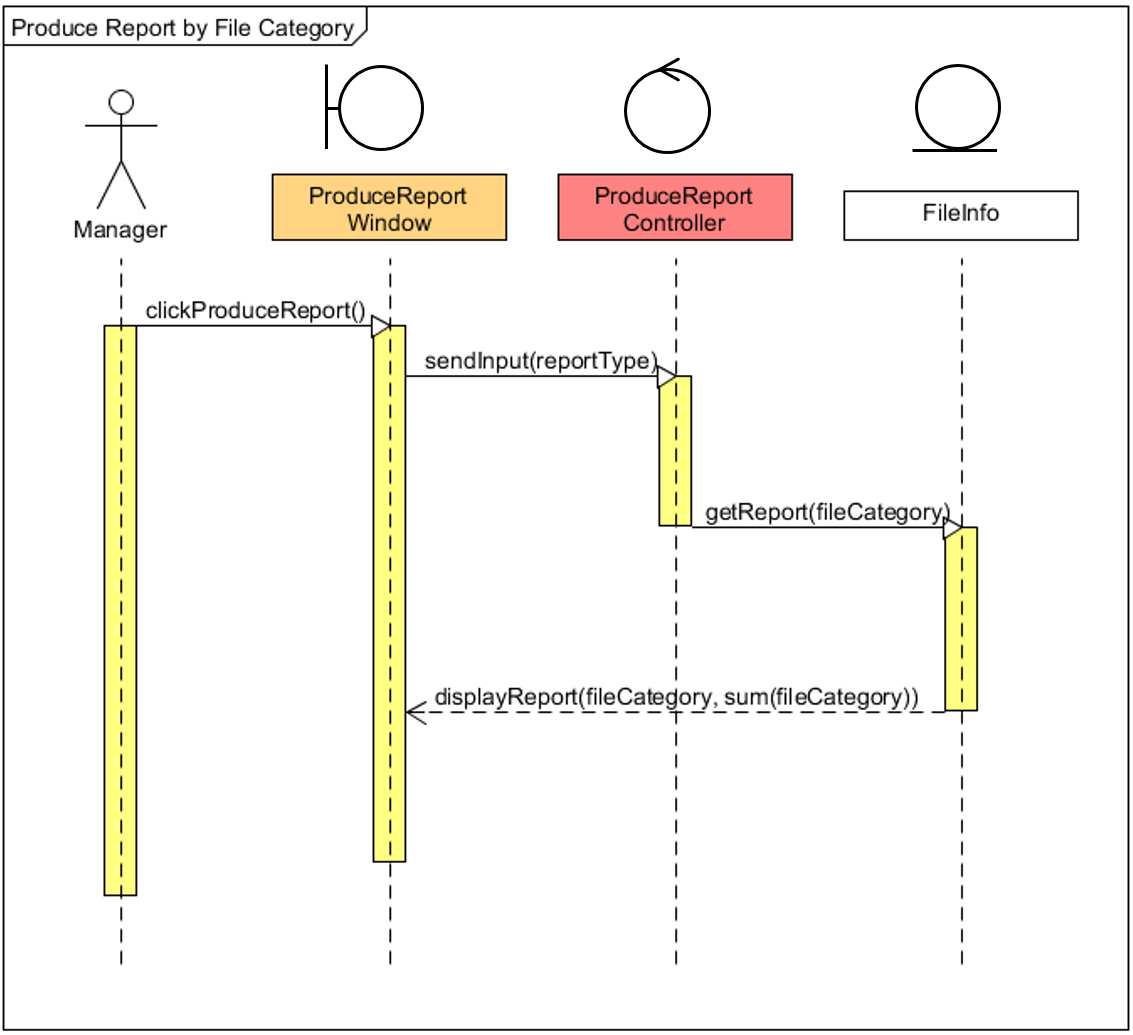 Produce Report by File Category
Manager
ProduceReport
Window
ProduceReport
Controller
FileInfo
clickProduceReport()
sendInput(reportType)
getReport(fileCategory)
displayReport(fileCategory, sum(fileCategory))